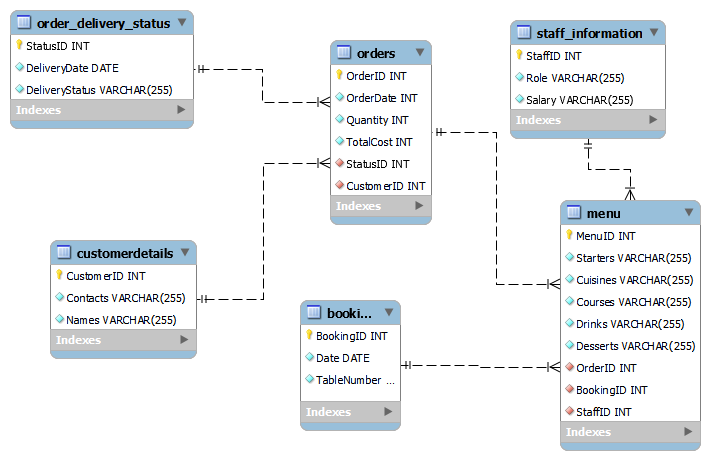 order_delivery_status
StatusID INT
DeliveryDate DATE
DeliveryStatus VARCHAR(255)
Indexes
orders
OrderID INT
OrderDate INT
Quantity INT
TotalCost INT
StatusID INT
CustomerID INT
Indexes
staff_information
StaffID INT
Role VARCHAR(255)
Salary VARCHAR(255)
Indexes
customerdetails
CustomerID INT
Contacts VARCHAR(255)
Names VARCHAR(255)
Indexes
booki...
BookingID INT
Date DATE
TableNumber ...
Indexes
menu
MenuID INT
Starters VARCHAR(255)
Cuisines VARCHAR(255)
Courses VARCHAR(255)
Drinks VARCHAR(255)
Desserts VARCHAR(255)
OrderID INT
BookingID INT
StaffID INT
Indexes